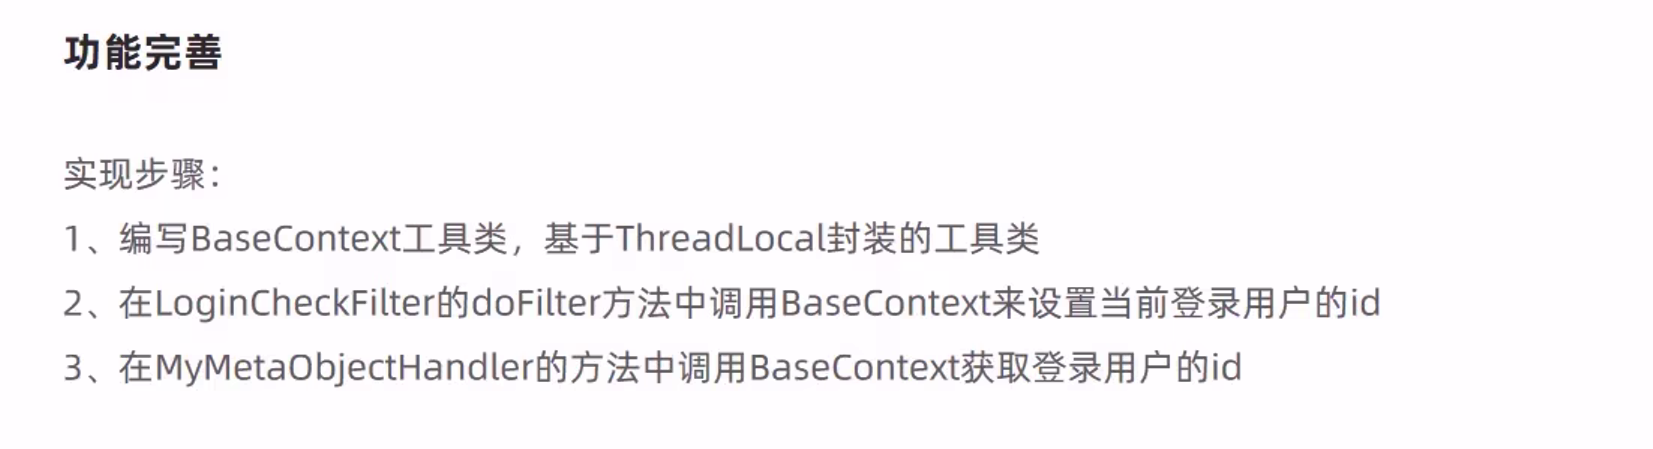 功能完善
实现步骤：
1、编写BaseContext工具类，基于ThreadLocal封装的工具类
2、在LoginCheckFilter的doFilter方法中调用BaseContext来设置当前登录用户的id
3、在MyMetaObjectHandler的方法中调用BaseContext获取登录用户的id